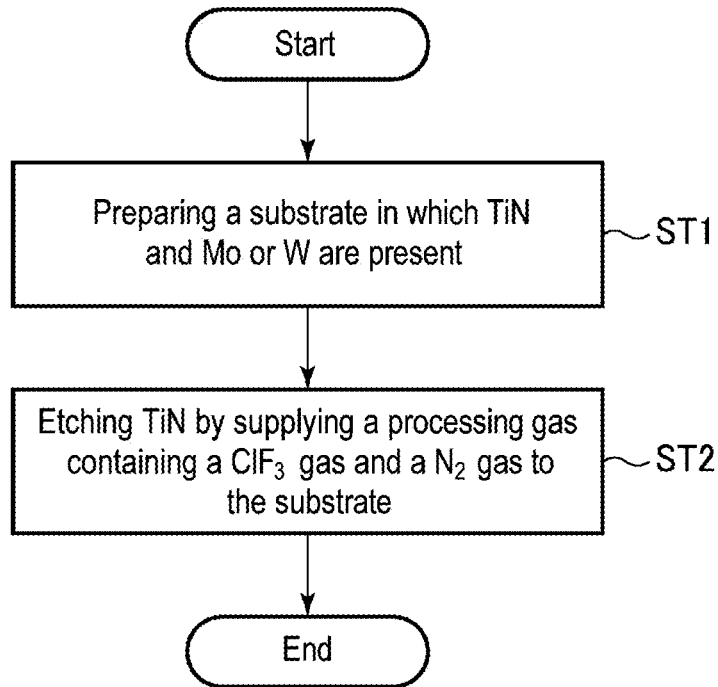 Start
Preparing a substrate in which TiN
and Mo or W are present
ST1
Etching TiN by supplying a processing gas
containing a ClF₃ gas and a N₂ gas to
the substrate
ST2
End